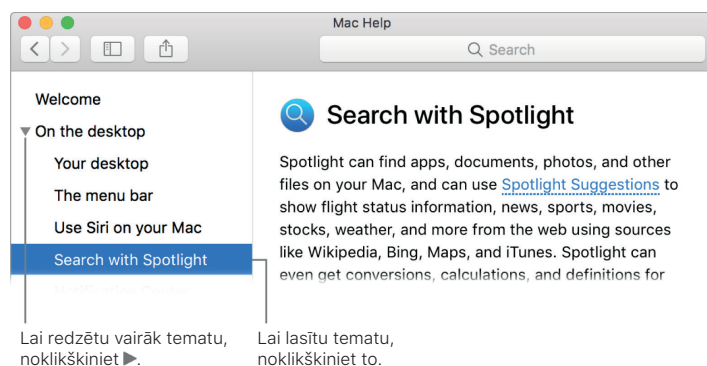 Mac Help
Search
Welcome
On the desktop
Your desktop
The menu bar
Use Siri on your Mac
Search with Spotlight
Notification Center
Search with Spotlight
Spotlight can find apps, documents, photos, and other
files on your Mac, and can use Spotlight Suggestions to
show flight status information, news, sports, movies,
stocks, weather, and more from the web using sources
like Wikipedia, Bing, Maps, and iTunes. Spotlight can
even get conversions, calculations, and definitions for
Lai redzētu vairāk tematu,
noklikšķiniet ▶.
Lai lasītu tematu,
noklikšķiniet to.